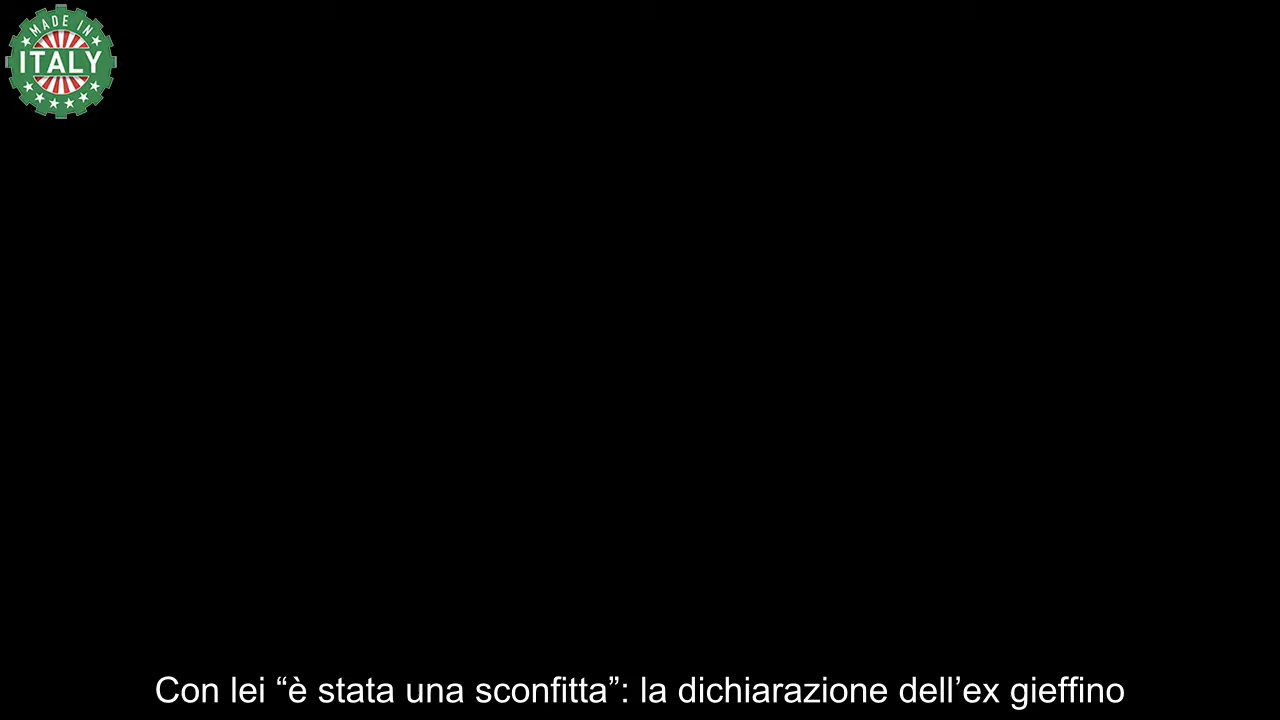 MADE IN
ITALY
Con lei “è stata una sconfitta”: la dichiarazione dell’ex gieffino